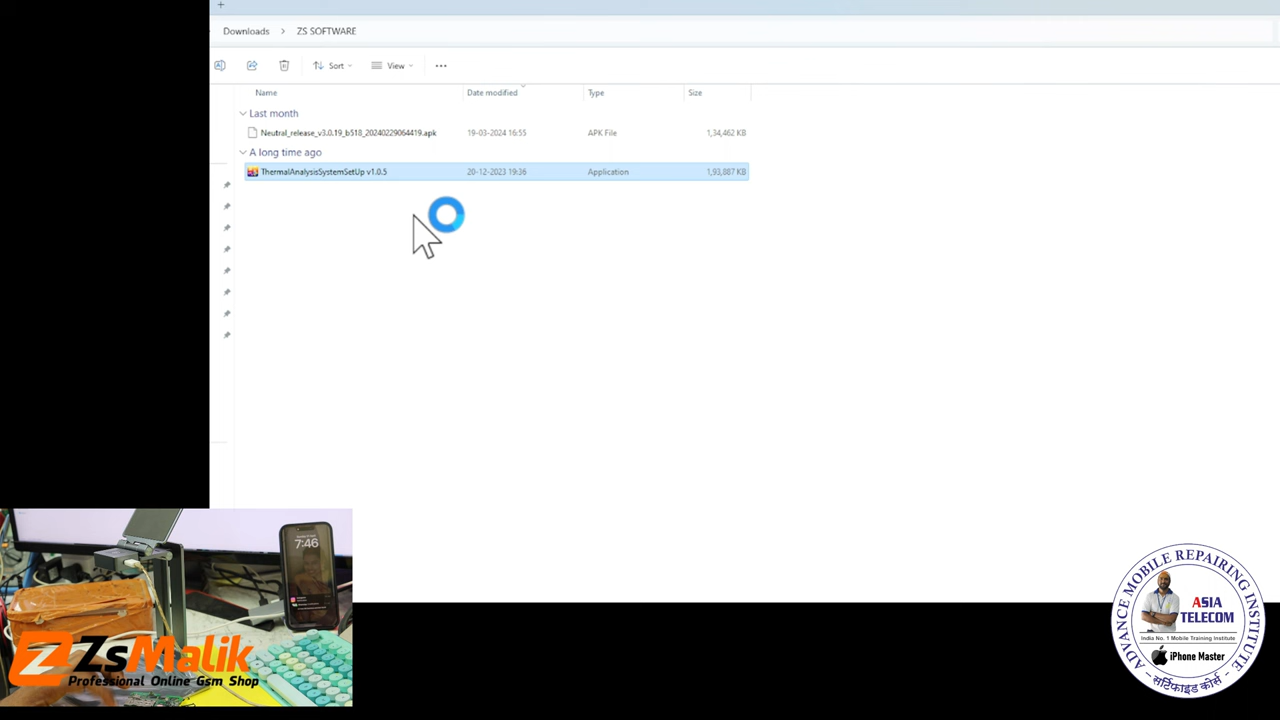 Downloads > ZS SOFTWARE
Sort View ...
Name Date modified Type Size
Last month
Neutral_release_v3.0.19_b518_20240229064419.apk 19-03-2024 16:55 APK File 1,34,462 KB
A long time ago
ThermalAnalysisSystemSetUp v1.0.5 20-12-2023 19:36 Application 1,93,887 KB
7:46
Z ZsMalik
Professional Online Gsm Shop
ADVANCE MOBILE REPAIRING INSTITUTE
ASIA
TELECOM
India No. 1 Mobile Training Institute
iPhone Master
सर्टिफाइड कोर्स